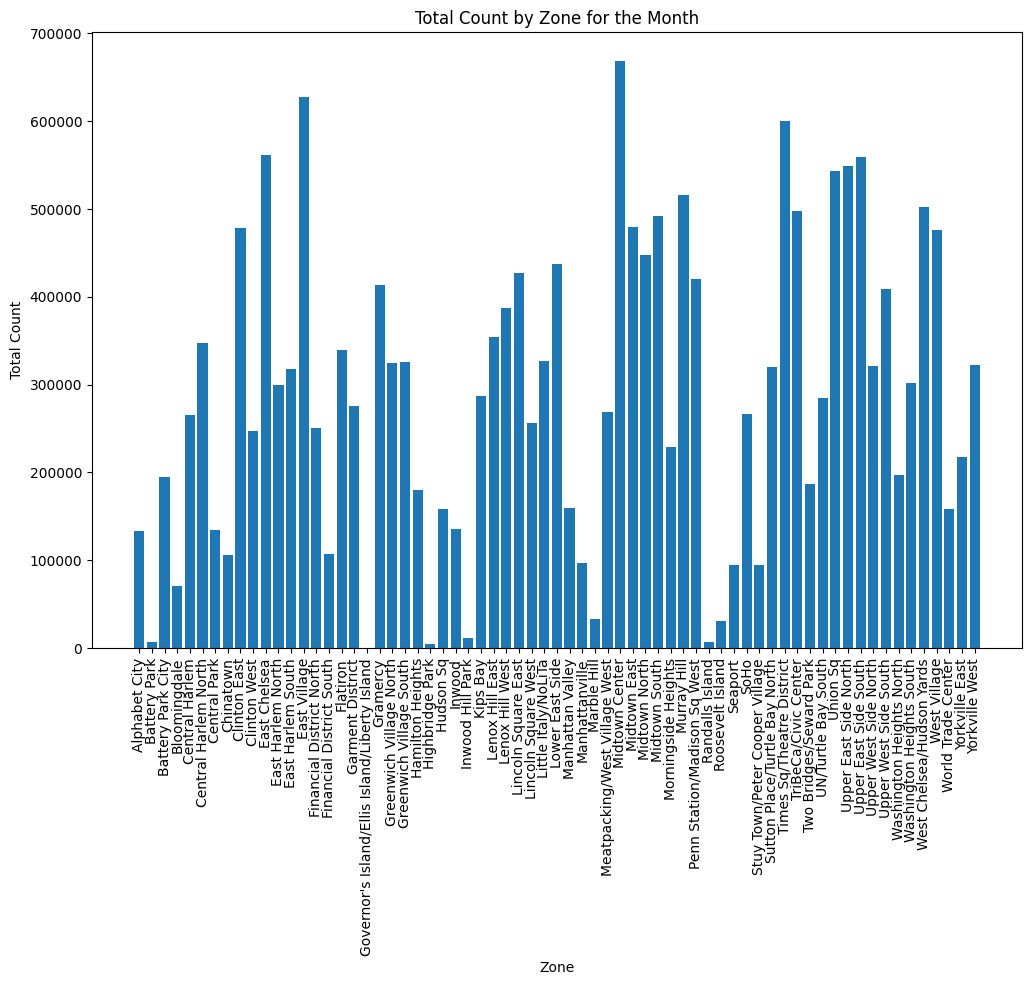 Total Count by Zone for the Month
Total Count
700000
600000
500000
400000
300000
200000
100000
0
Alphabet City
Battery Park
Battery Park City
Bloomingdale
Central Harlem
Central Harlem North
Central Park
Chinatown
Clinton East
Clinton West
East Chelsea
East Harlem North
East Harlem South
East Village
Financial District North
Financial District South
Flatiron
Garment District
Governor's Island/Ellis Island/Liberty Island
Gramercy
Greenwich Village North
Greenwich Village South
Hamilton Heights
Highbridge Park
Hudson Sq
Inwood
Inwood Hill Park
Kips Bay
Lenox Hill East
Lenox Hill West
Lincoln Square East
Lincoln Square West
Little Italy/NoLiTa
Lower East Side
Manhattan Valley
Manhattanville
Marble Hill
Meatpacking/West Village West
Midtown Center
Midtown East
Midtown North
Midtown South
Morningside Heights
Murray Hill
Penn Station/Madison Sq West
Randalls Island
Roosevelt Island
Seaport
SoHo
Stuy Town/Peter Cooper Village
Sutton Place/Turtle Bay North
Times Sq/Theatre District
TriBeCa/Civic Center
Two Bridges/Seward Park
UN/Turtle Bay South
Union Sq
Upper East Side North
Upper East Side South
Upper West Side North
Upper West Side South
Washington Heights North
Washington Heights South
West Chelsea/Hudson Yards
West Village
World Trade Center
Yorkville East
Yorkville West
Zone